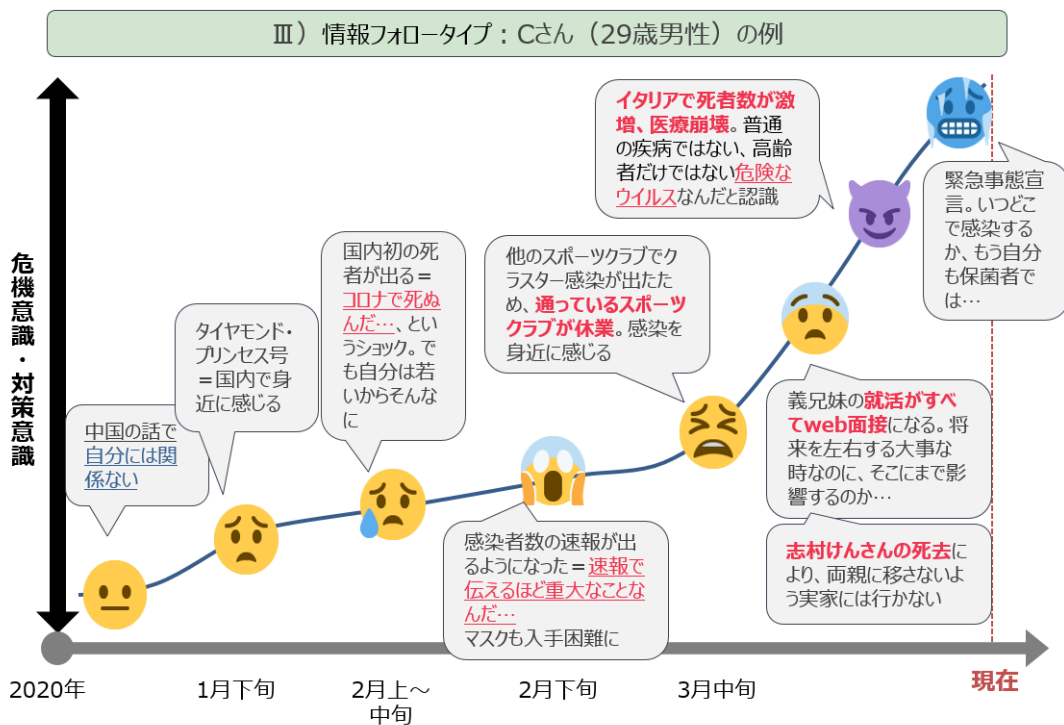 Ⅲ）情報フォロータイプ：Cさん（29歳男性）の例
危機意識・対策意識
中国の話で
自分には関
係ない
タイヤモンド・
プリンセス号
＝国内で身
近に感じる
国内初の死
者が出る＝
コロナで死ぬ
んだ…、とい
うショック。で
も自分は若
いからそんな
に
感染者数の速報が出
るようになった＝速報で
伝えるほど重大なことな
んだ…
マスクも入手困難に
他のスポーツクラブでク
ラスター感染が出たた
め、通っているスポーツ
クラブが休業。感染を
身近に感じる
イタリアで死者数が激
増、医療崩壊。普通
の疾病ではない、高齢
者だけではない危険な
ウイルスなんだと認識
義兄妹の就活がすべ
てweb面接になる。将
来を左右する大事な
時なのに、そこにまで影
響するのか…
志村けんさんの死去に
より、両親に移さないよ
う実家には行かない
緊急事態宣
言。いつどこ
で感染する
か、もう自分
も保菌者で
は…
2020年
1月下旬
2月上～
中旬
2月下旬
3月中旬
現在